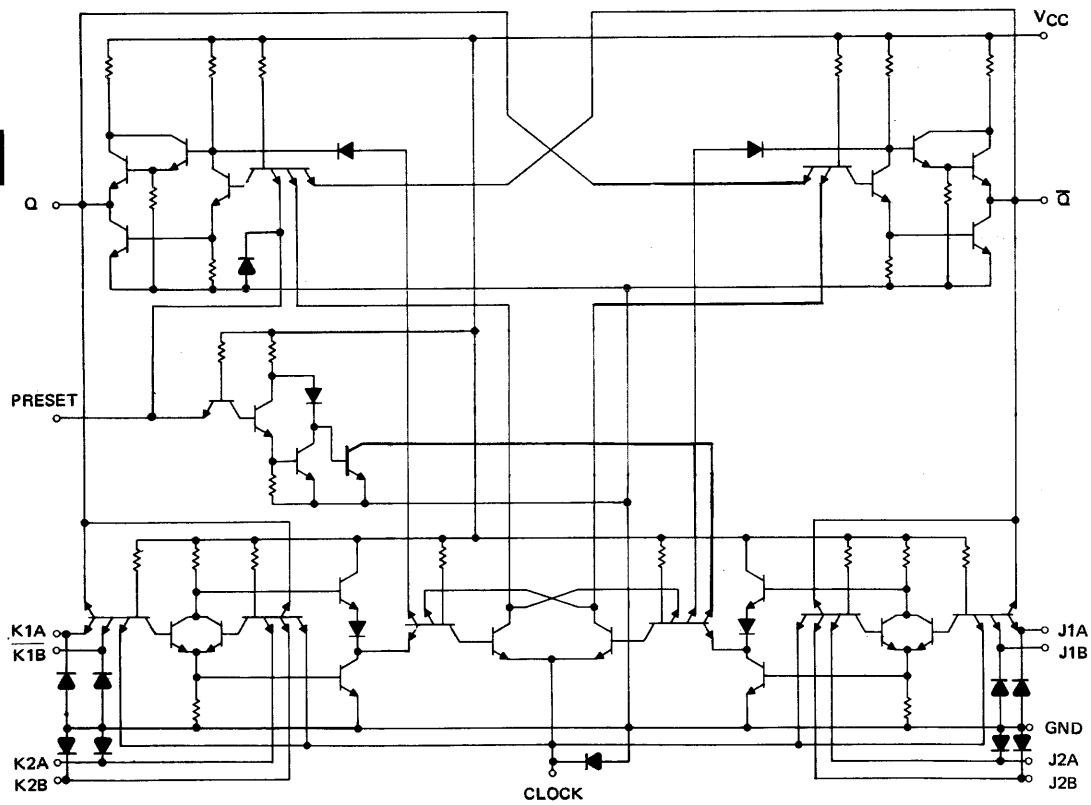 VCC
Q
Q̅
PRESET
K1A
K1B
J1A
J1B
GND
K2A
K2B
J2A
J2B
CLOCK